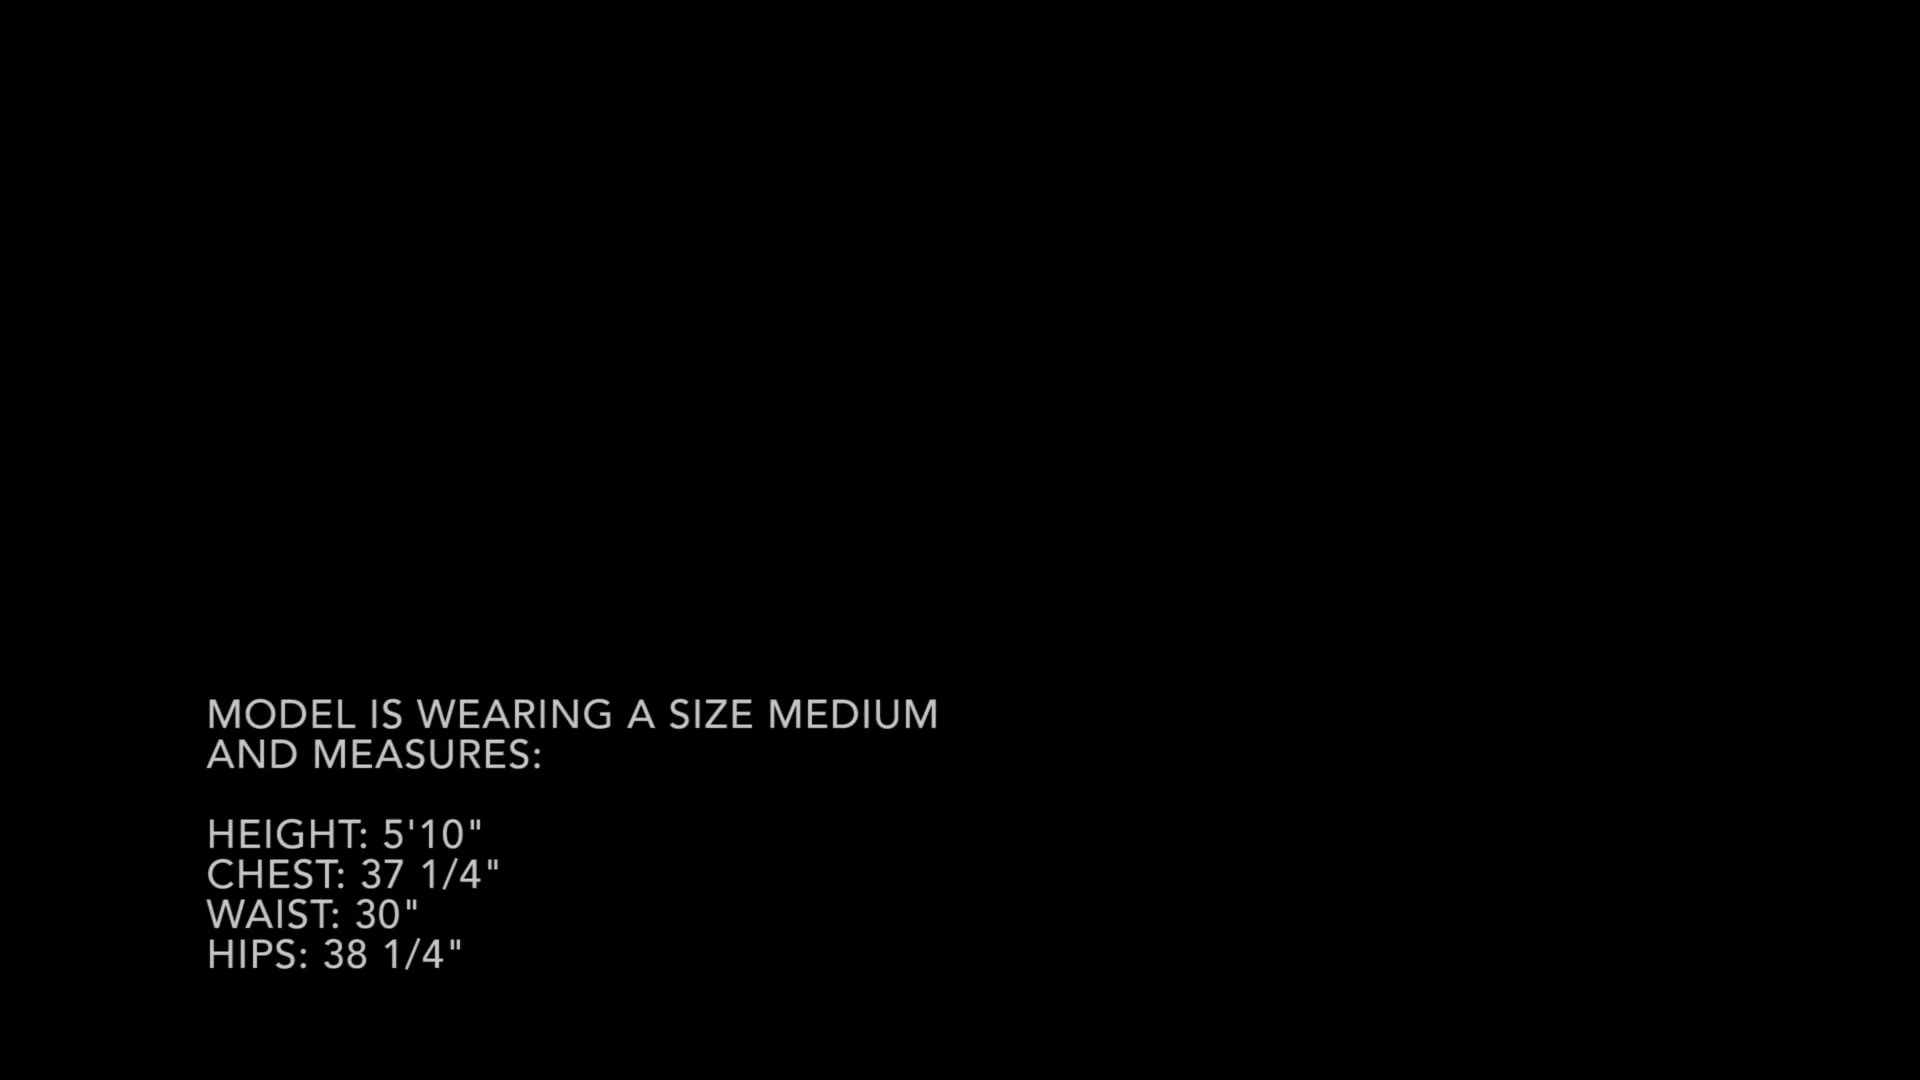 MODEL IS WEARING A SIZE MEDIUM
AND MEASURES:
HEIGHT: 5'10"
CHEST: 37 1/4"
WAIST: 30"
HIPS: 38 1/4"